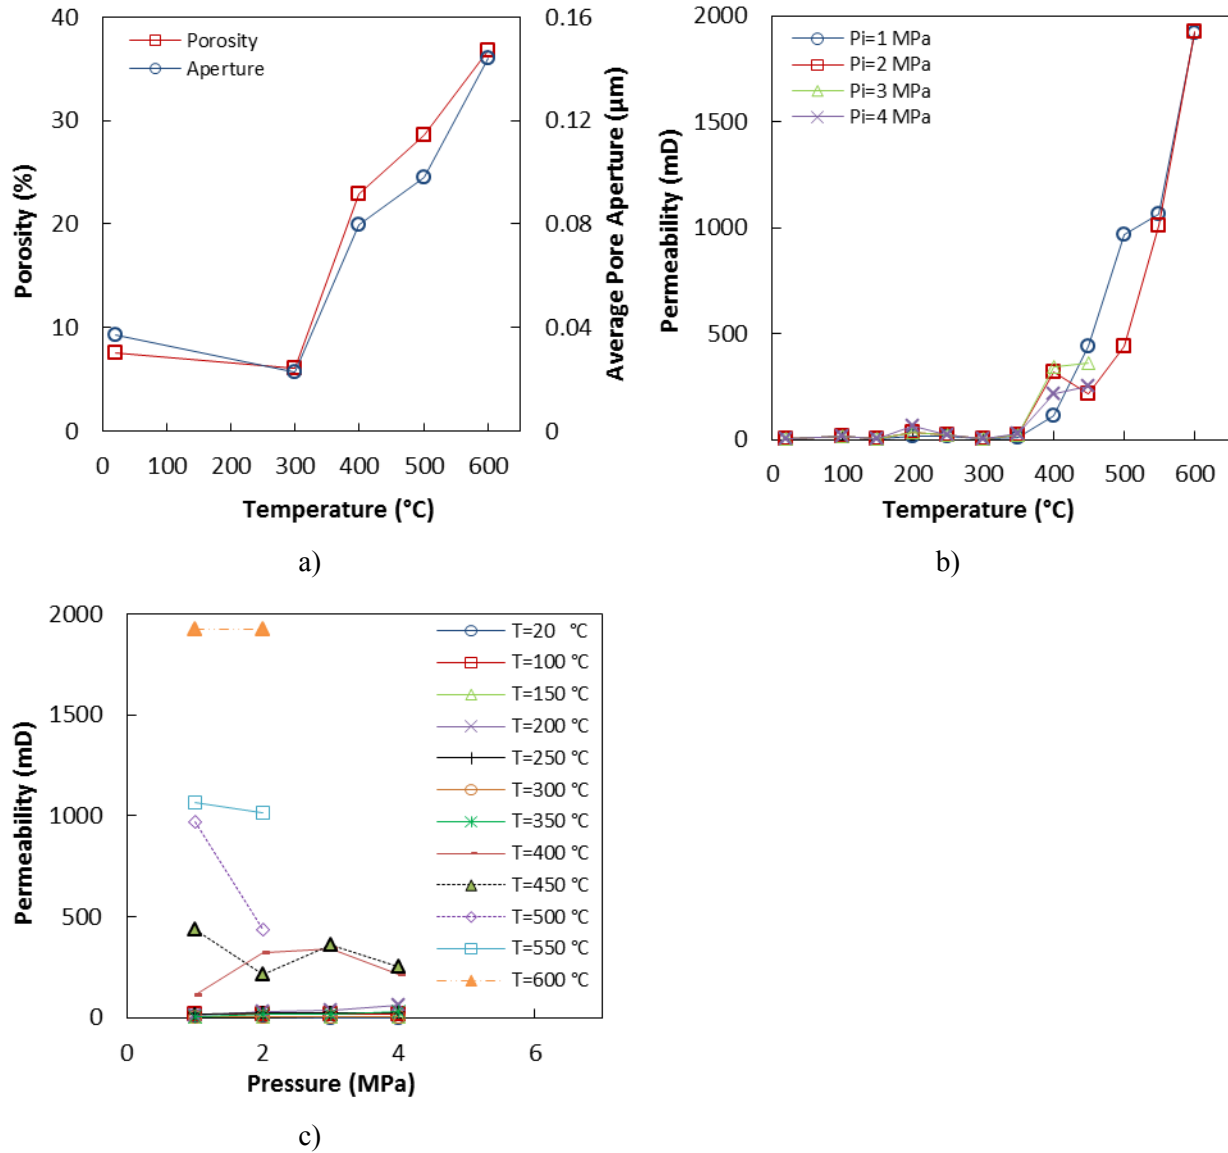 40
30
20
10
0
Porosity (%)
Porosity
Aperture
0.16
0.12
0.08
0.04
0
Average Pore Aperture (µm)
0 100 200 300 400 500 600
Temperature (°C)
a)
2000
1500
1000
500
0
Permeability (mD)
Pi=1 MPa
Pi=2 MPa
Pi=3 MPa
Pi=4 MPa
0 100 200 300 400 500 600
Temperature (°C)
b)
2000
1500
1000
500
0
Permeability (mD)
T=20 °C
T=100 °C
T=150 °C
T=200 °C
T=250 °C
T=300 °C
T=350 °C
T=400 °C
T=450 °C
T=500 °C
T=550 °C
T=600 °C
0 2 4 6
Pressure (MPa)
c)